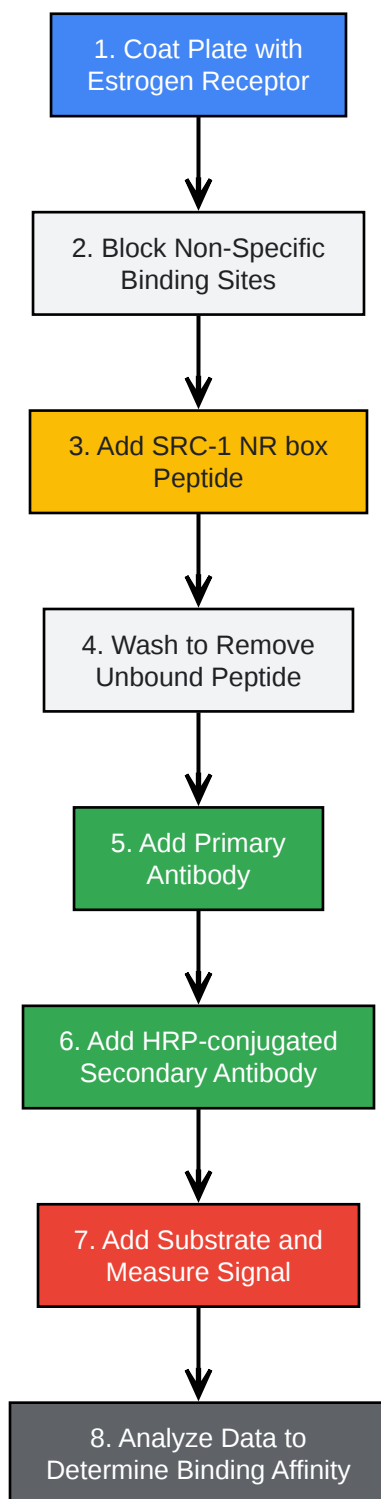 1. Coat Plate with
Estrogen Receptor
2. Block Non-Specific
Binding Sites
3. Add SRC-1 NR box
Peptide
4. Wash to Remove
Unbound Peptide
5. Add Primary
Antibody
6. Add HRP-conjugated
Secondary Antibody
7. Add Substrate and
Measure Signal
8. Analyze Data to
Determine Binding Affinity